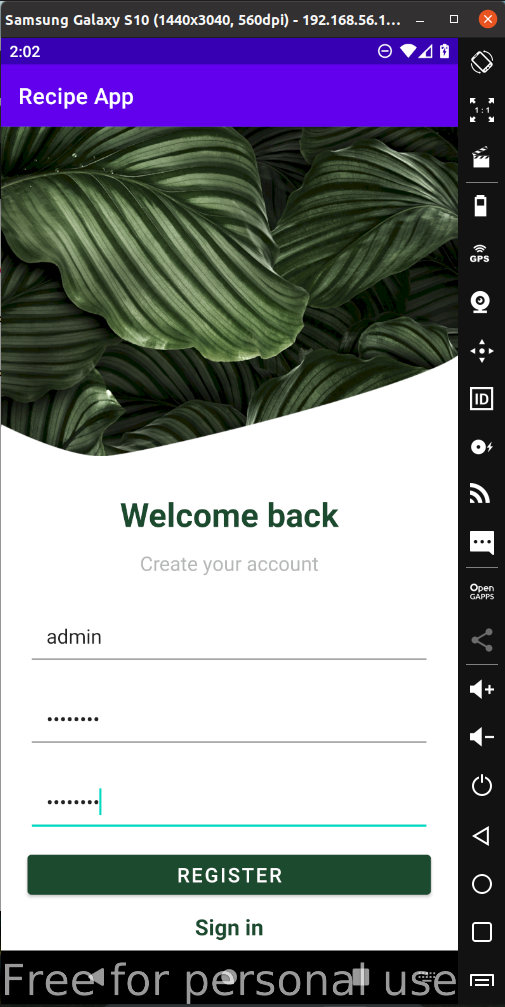 Samsung Galaxy S10 (1440x3040, 560dpi) - 192.168.56.1...
2:02
Recipe App
1:1
GPS
ID
Open
GAPPS
Welcome back
Create your account
admin
••••••••
••••••••
REGISTER
Sign in
Free for personal use